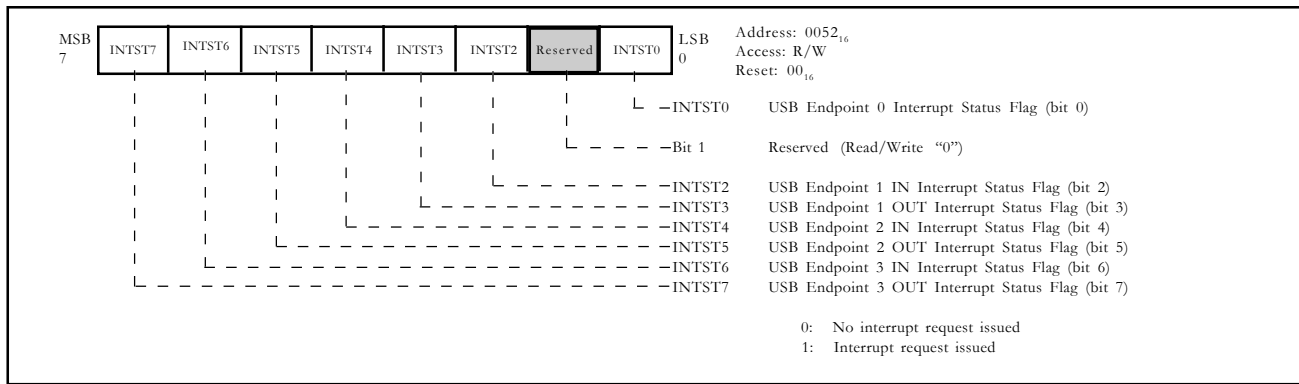 MSB 7 INTST7 INTST6 INTST5 INTST4 INTST3 INTST2 Reserved INTST0 LSB 0
Address: 0052₁₆
Access: R/W
Reset: 00₁₆
INTST0 USB Endpoint 0 Interrupt Status Flag (bit 0)
Bit 1 Reserved (Read/Write “0”)
INTST2 USB Endpoint 1 IN Interrupt Status Flag (bit 2)
INTST3 USB Endpoint 1 OUT Interrupt Status Flag (bit 3)
INTST4 USB Endpoint 2 IN Interrupt Status Flag (bit 4)
INTST5 USB Endpoint 2 OUT Interrupt Status Flag (bit 5)
INTST6 USB Endpoint 3 IN Interrupt Status Flag (bit 6)
INTST7 USB Endpoint 3 OUT Interrupt Status Flag (bit 7)
0: No interrupt request issued
1: Interrupt request issued